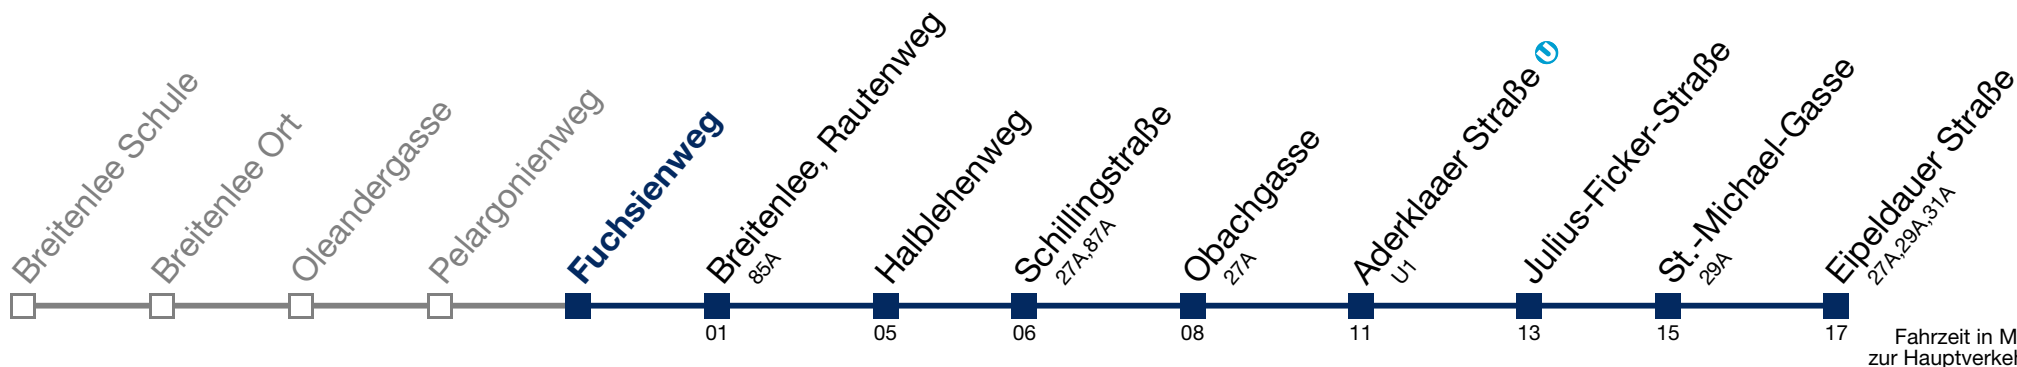 Breitenlee Schule
Breitenlee Ort
Oleandergasse
Pelargonienweg
Fuchsienweg
Breitenlee, Rautenweg
85A
Halblehenweg
Schillingstraße
27A,87A
Obachgasse
27A
Aderklaaer Straße U
U1
Julius-Ficker-Straße
St.-Michael-Gasse
29A
Eipeldauer Straße
27A,29A,31A
01 05 06 08 11 13 15 17
Fahrzeit in M
zur Hauptverkeh